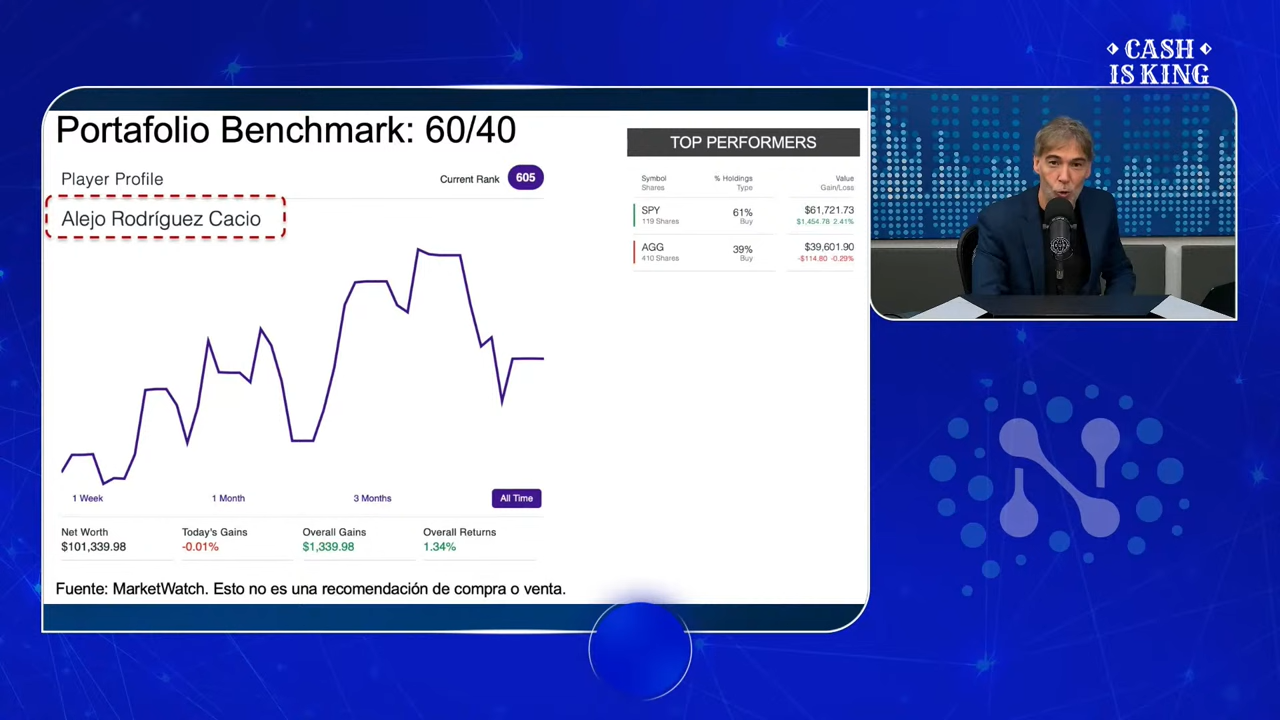 CASH
IS KING
Portafolio Benchmark: 60/40
Player Profile
Current Rank 605
Alejo Rodríguez Cacio
1 Week 1 Month 3 Months All Time
Net Worth Today's Gains Overall Gains Overall Returns
$101,339.98 -0.01% $1,339.98 1.34%
Fuente: MarketWatch. Esto no es una recomendación de compra o venta.
TOP PERFORMERS
Symbol % Holdings Value
Shares Type Gain/Loss
SPY 61% $61,721.73
119 Shares Buy $1,454.78 2.41%
AGG 39% $39,601.90
410 Shares Buy -$114.80 -0.29%